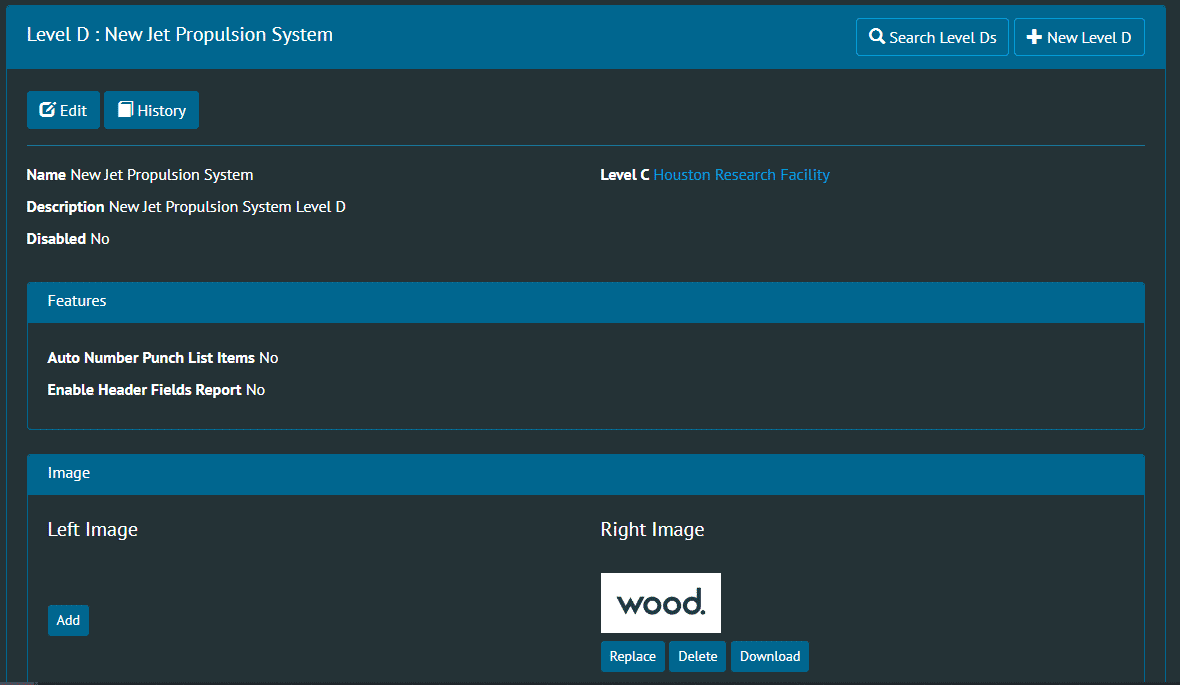 Level D : New Jet Propulsion System
Search Level Ds
New Level D
Edit
History
Name New Jet Propulsion System
Level C Houston Research Facility
Description New Jet Propulsion System Level D
Disabled No
Features
Auto Number Punch List Items No
Enable Header Fields Report No
Image
Left Image
Right Image
wood.
Add
Replace
Delete
Download